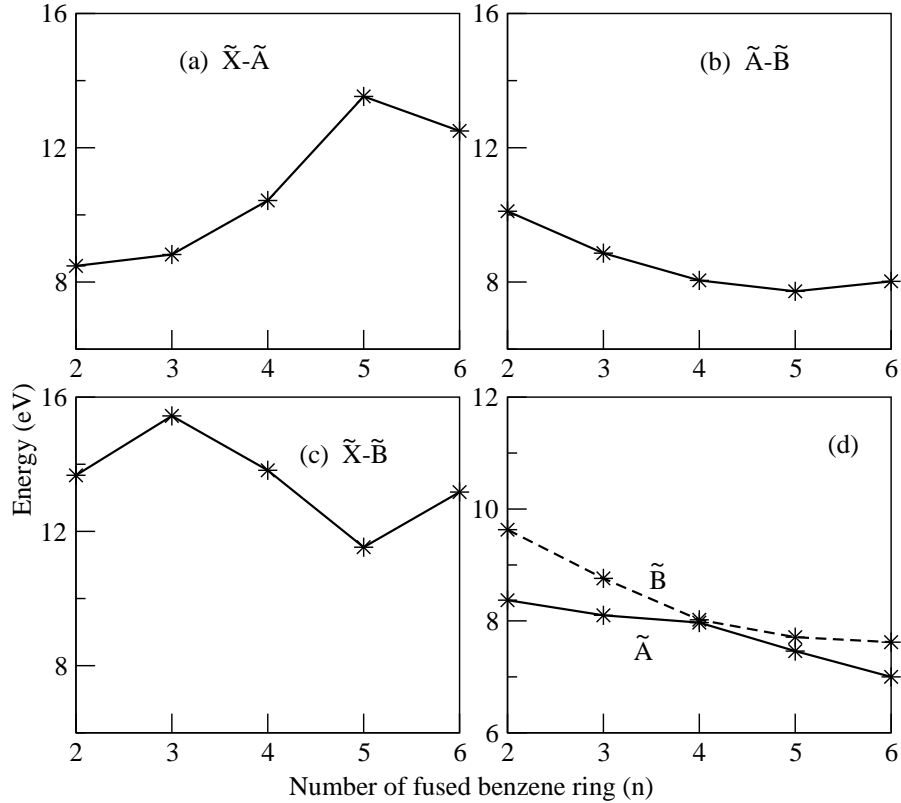 16
12
8
(a) X̃-Ã
2 3 4 5 6
16
12
8
(b) Ã-B̃
2 3 4 5 6
Energy (eV)
16
12
8
(c) X̃-B̃
2 3 4 5 6
12
10
8
6
(d)
B̃
Ã
2 3 4 5 6
Number of fused benzene ring (n)